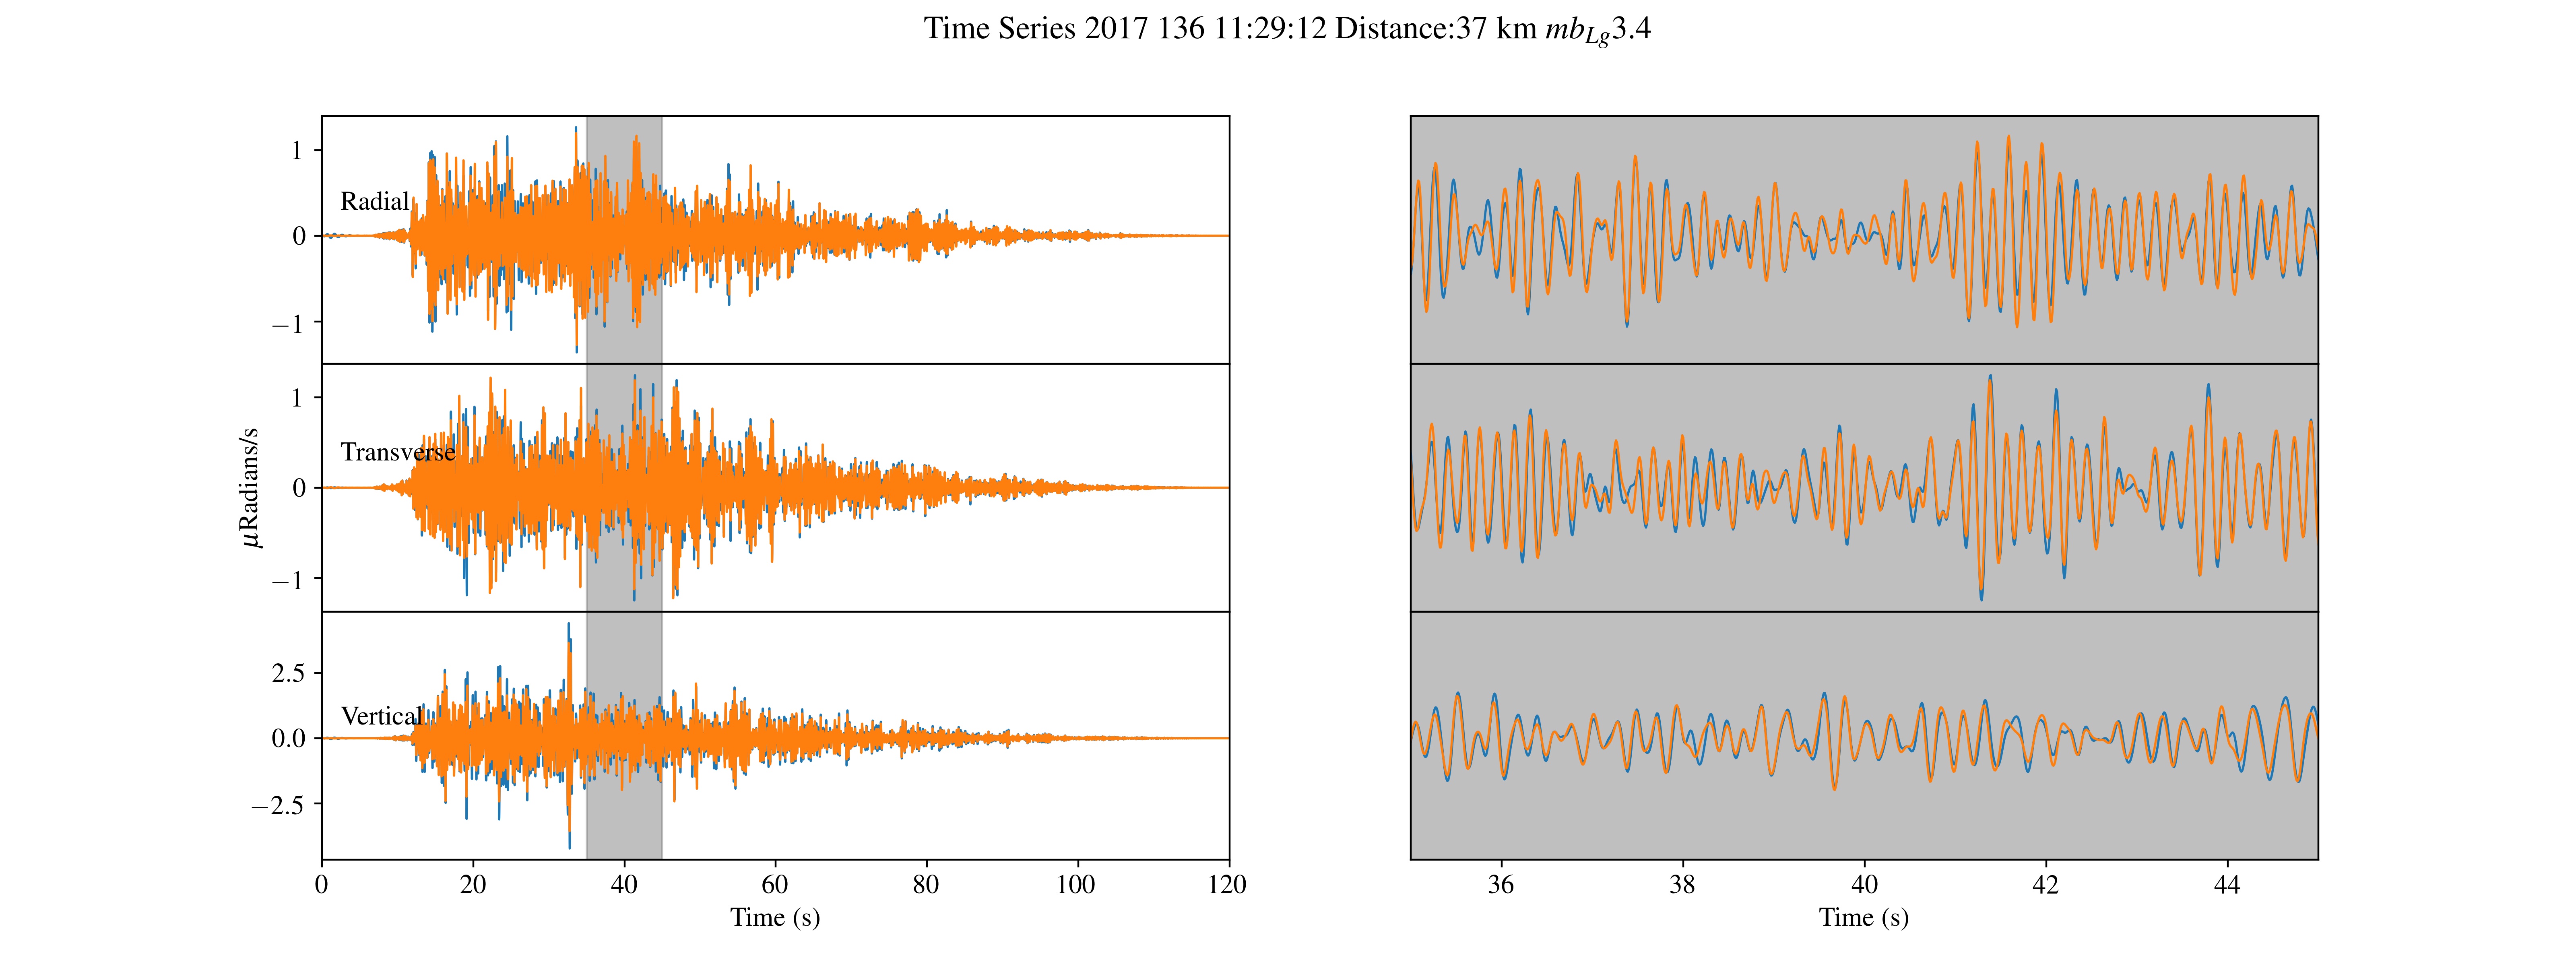 Time Series 2017 136 11:29:12 Distance:37 km mb_Lg3.4
μRadians/s
1
0
−1
Radial
1
0
−1
Transverse
2.5
0.0
−2.5
Vertical
0 20 40 60 80 100 120
Time (s)
36 38 40 42 44
Time (s)